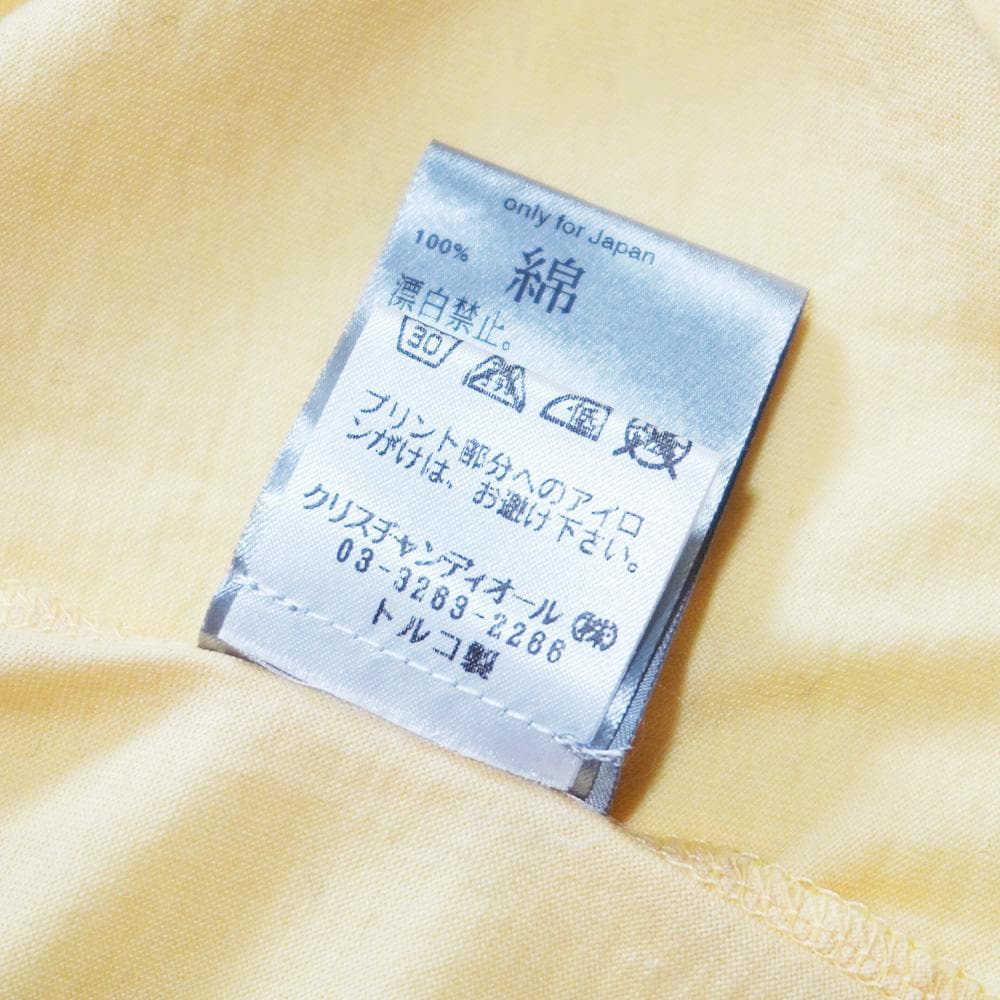 only for Japan
100% 綿
漂白禁止。
30 低
プリント部分へのアイロ
ンがけは、お避け下さい。
クリスチャンディオール ㈱
03-3263-2266
トルコ製